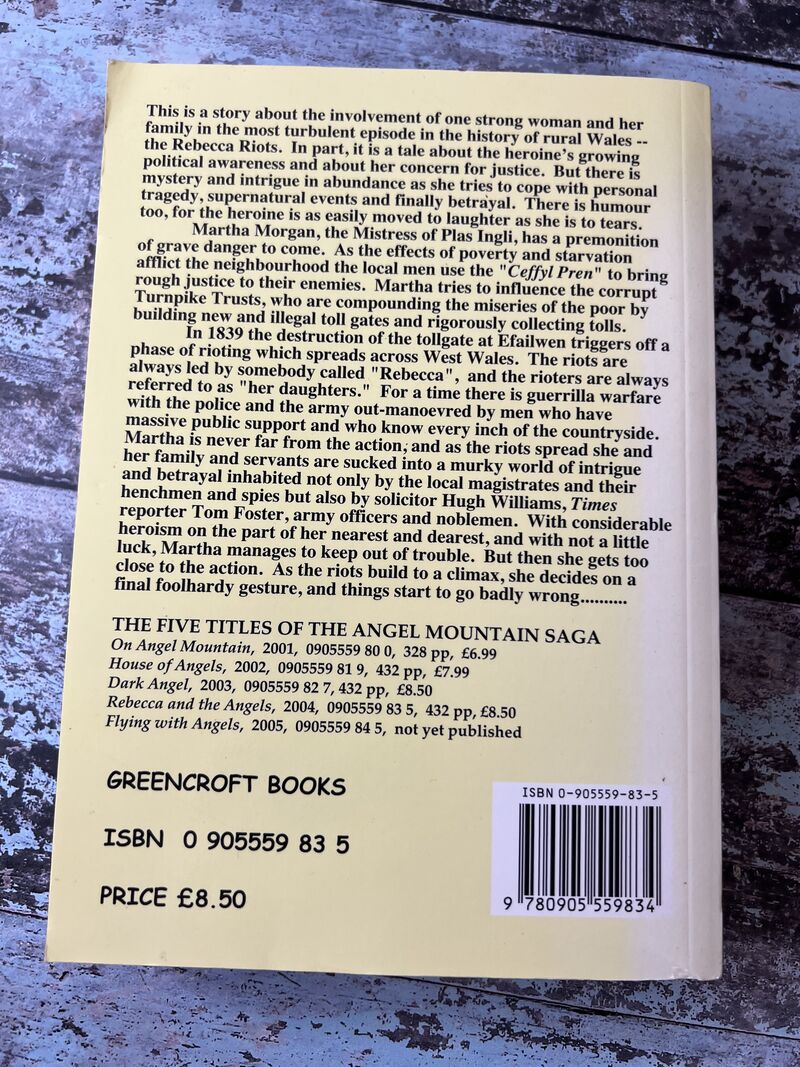 This is a story about the involvement of one strong woman and her
family in the most turbulent episode in the history of rural Wales --
the Rebecca Riots. In part, it is a tale about the heroine's growing
political awareness and about her concern for justice. But there is
mystery and intrigue in abundance as she tries to cope with personal
tragedy, supernatural events and finally betrayal. There is humour
too, for the heroine is as easily moved to laughter as she is to tears.
Martha Morgan, the Mistress of Plas Ingli, has a premonition
of grave danger to come. As the effects of poverty and starvation
afflict the neighbourhood the local men use the "Ceffyl Pren" to bring
rough justice to their enemies. Martha tries to influence the corrupt
Turnpike Trusts, who are compounding the miseries of the poor by
building new and illegal toll gates and rigorously collecting tolls.
In 1839 the destruction of the tollgate at Efailwen triggers off a
phase of rioting which spreads across West Wales. The riots are
always led by somebody called "Rebecca", and the rioters are always
referred to as "her daughters." For a time there is guerrilla warfare
with the police and the army out-manoevred by men who have
massive public support and who know every inch of the countryside.
Martha is never far from the action, and as the riots spread she and
her family and servants are sucked into a murky world of intrigue
and betrayal inhabited not only by the local magistrates and their
henchmen and spies but also by solicitor Hugh Williams, Times
reporter Tom Foster, army officers and noblemen. With considerable
heroism on the part of her nearest and dearest, and with not a little
luck, Martha manages to keep out of trouble. But then she gets too
close to the action. As the riots build to a climax, she decides on a
final foolhardy gesture, and things start to go badly wrong..........
THE FIVE TITLES OF THE ANGEL MOUNTAIN SAGA
On Angel Mountain, 2001, 0905559 80 0, 328 pp, £6.99
House of Angels, 2002, 0905559 81 9, 432 pp, £7.99
Dark Angel, 2003, 0905559 82 7, 432 pp, £8.50
Rebecca and the Angels, 2004, 0905559 83 5, 432 pp, £8.50
Flying with Angels, 2005, 0905559 84 5, not yet published
GREENCROFT BOOKS
ISBN 0 905559 83 5
PRICE £8.50
ISBN 0-905559-83-5
9 780905 559834